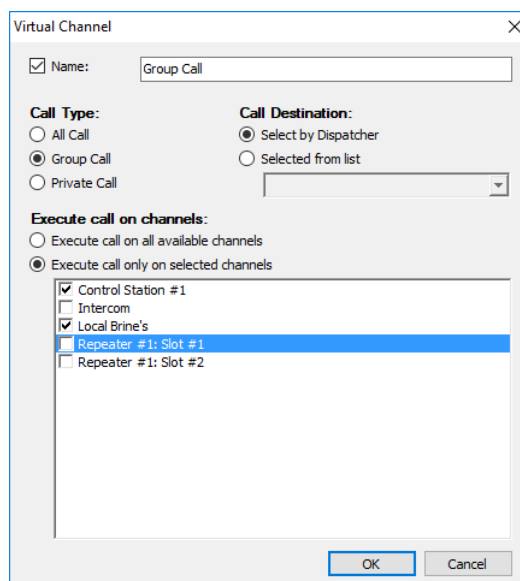 Virtual Channel
Name: Group Call
Call Type: Call Destination:
All Call Select by Dispatcher
Group Call Selected from list
Private Call
Execute call on channels:
Execute call on all available channels
Execute call only on selected channels
Control Station #1
Intercom
Local Brine's
Repeater #1: Slot #1
Repeater #1: Slot #2
OK Cancel